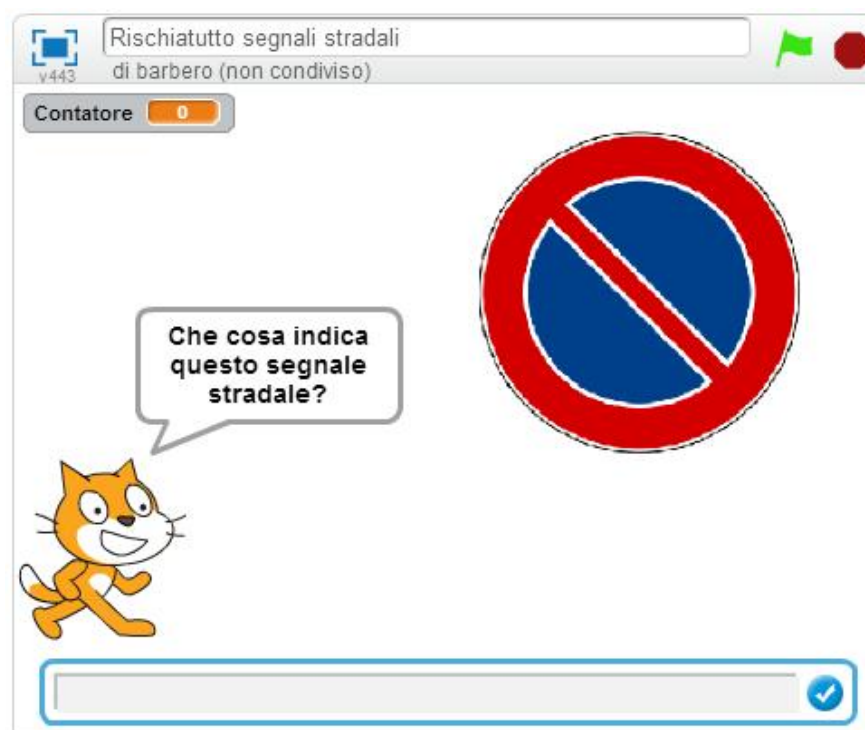 Rischiatutto segnali stradali
v443
di barbero (non condiviso)
Contatore 0
Che cosa indica
questo segnale
stradale?